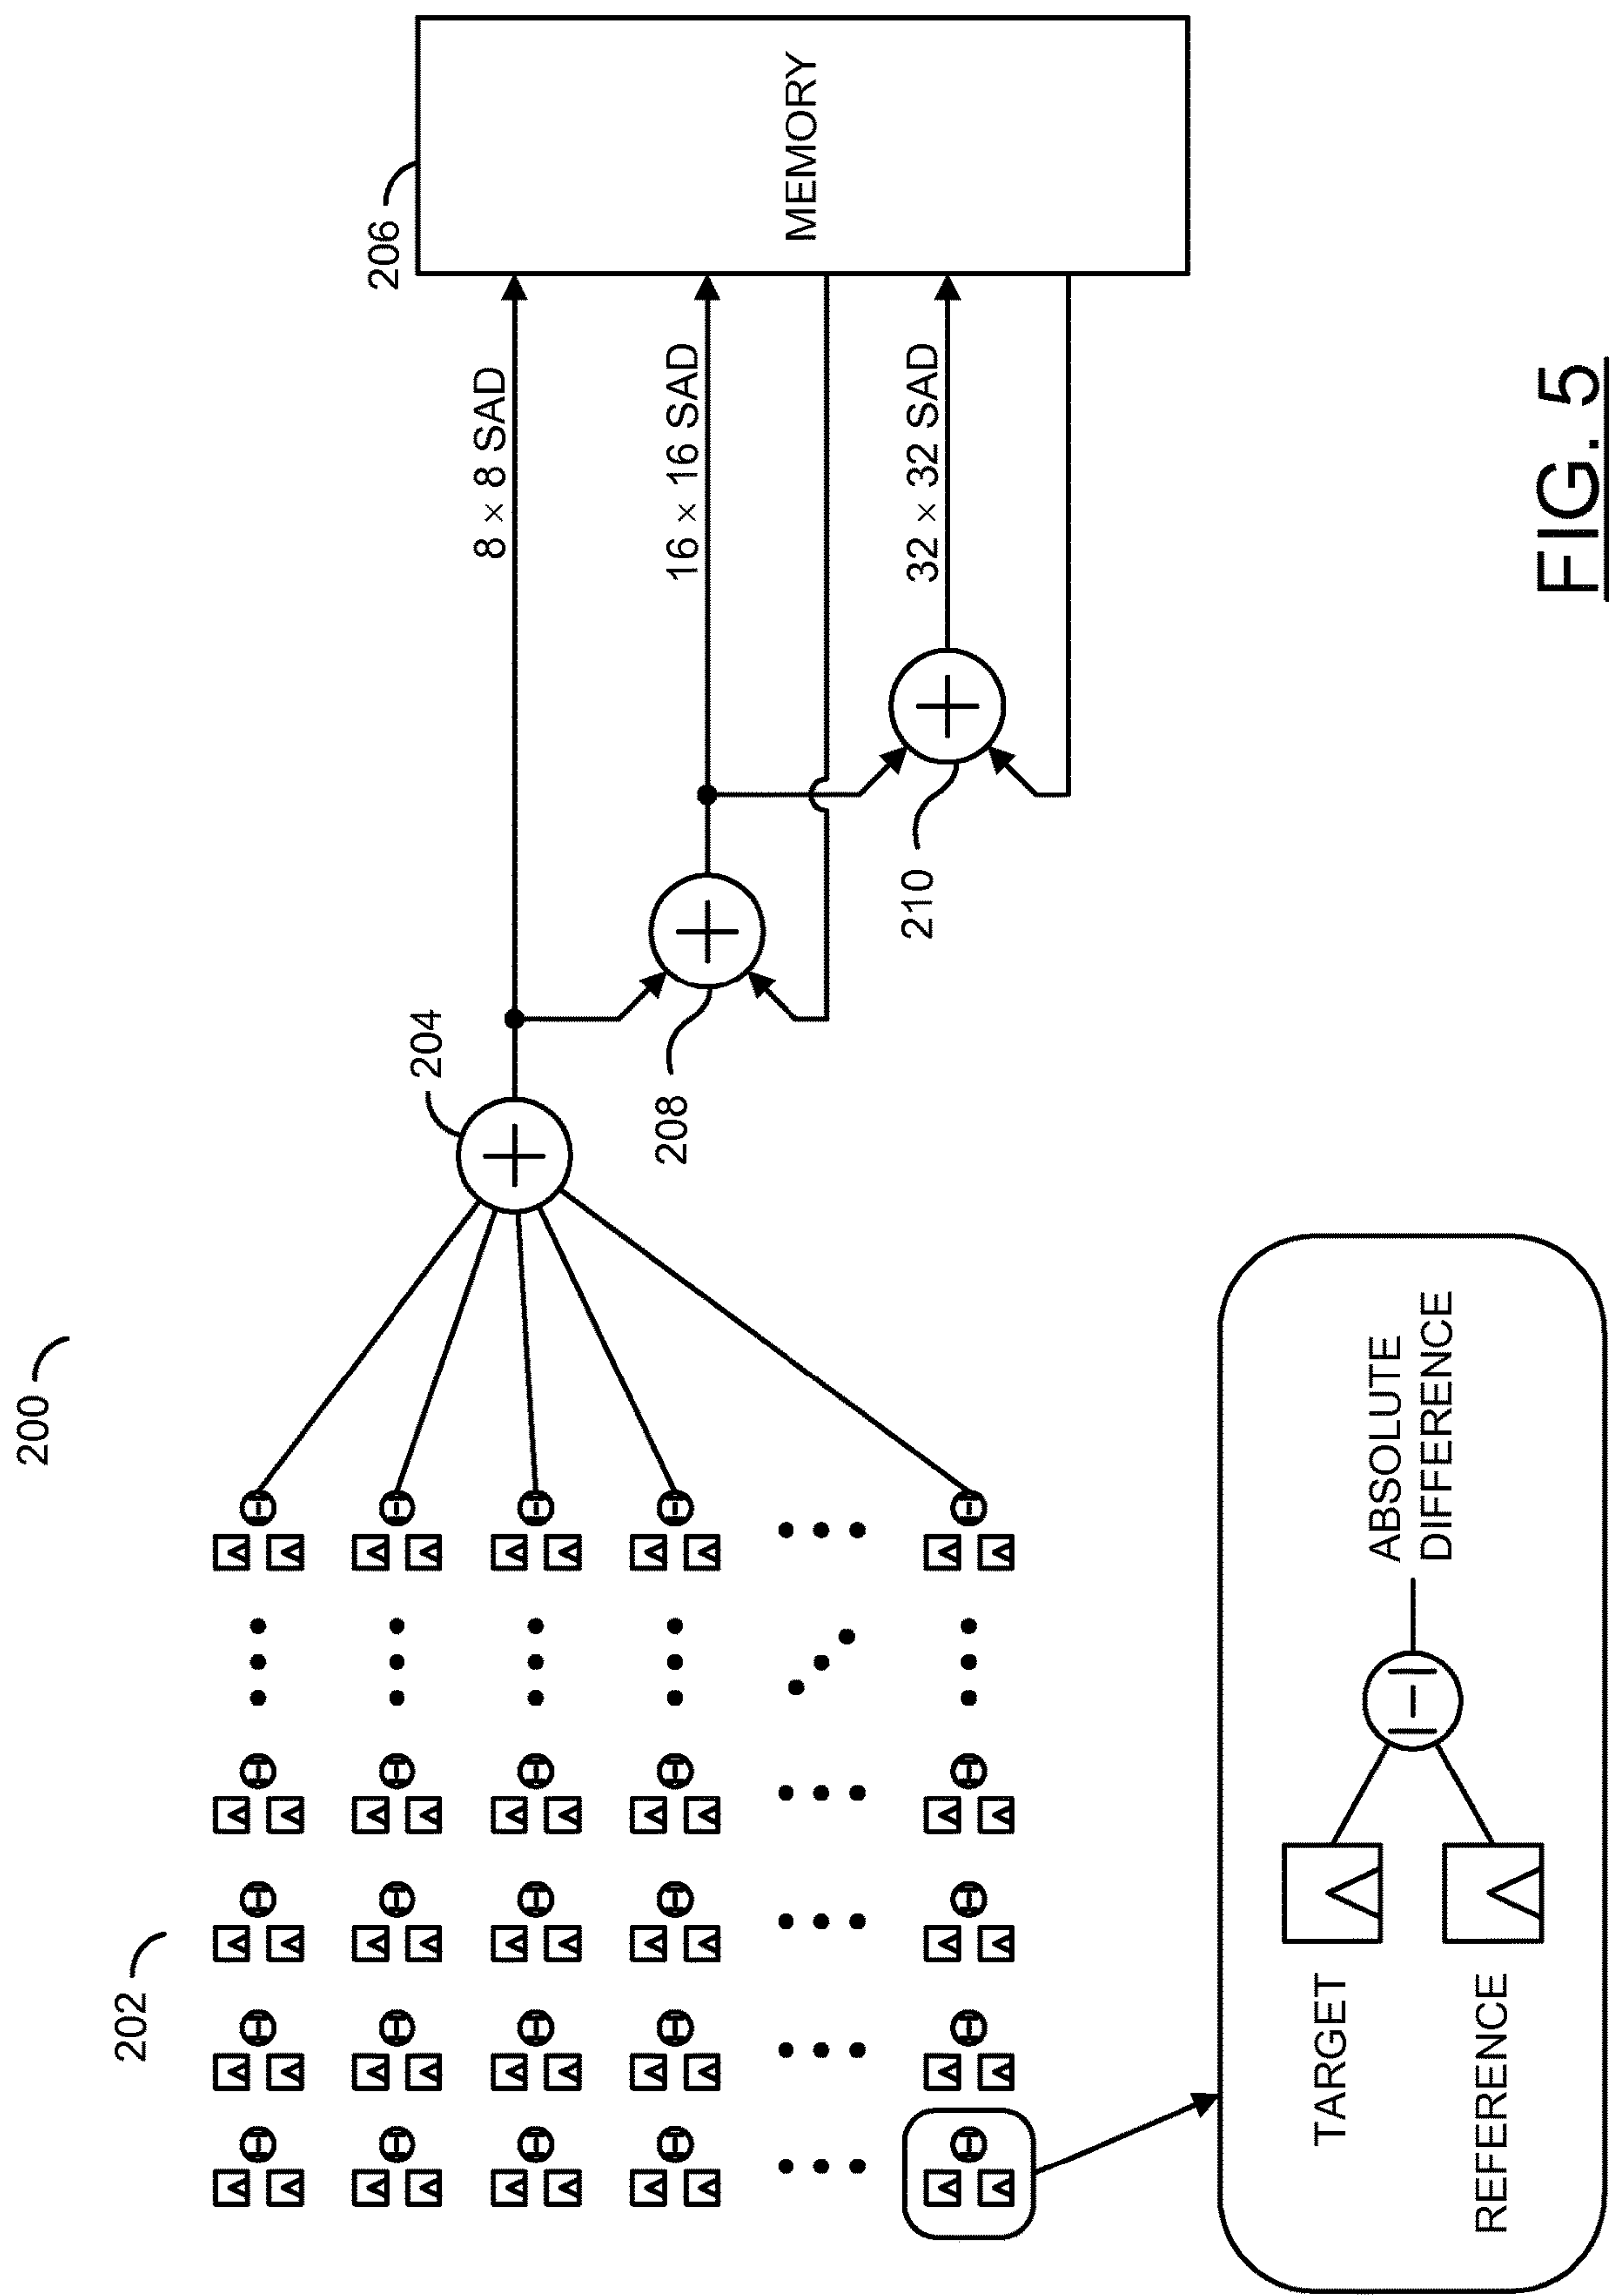 200
202
204
8 × 8 SAD
206
MEMORY
208
16 × 16 SAD
210
32 × 32 SAD
TARGET
REFERENCE
ABSOLUTE
DIFFERENCE
FIG. 5